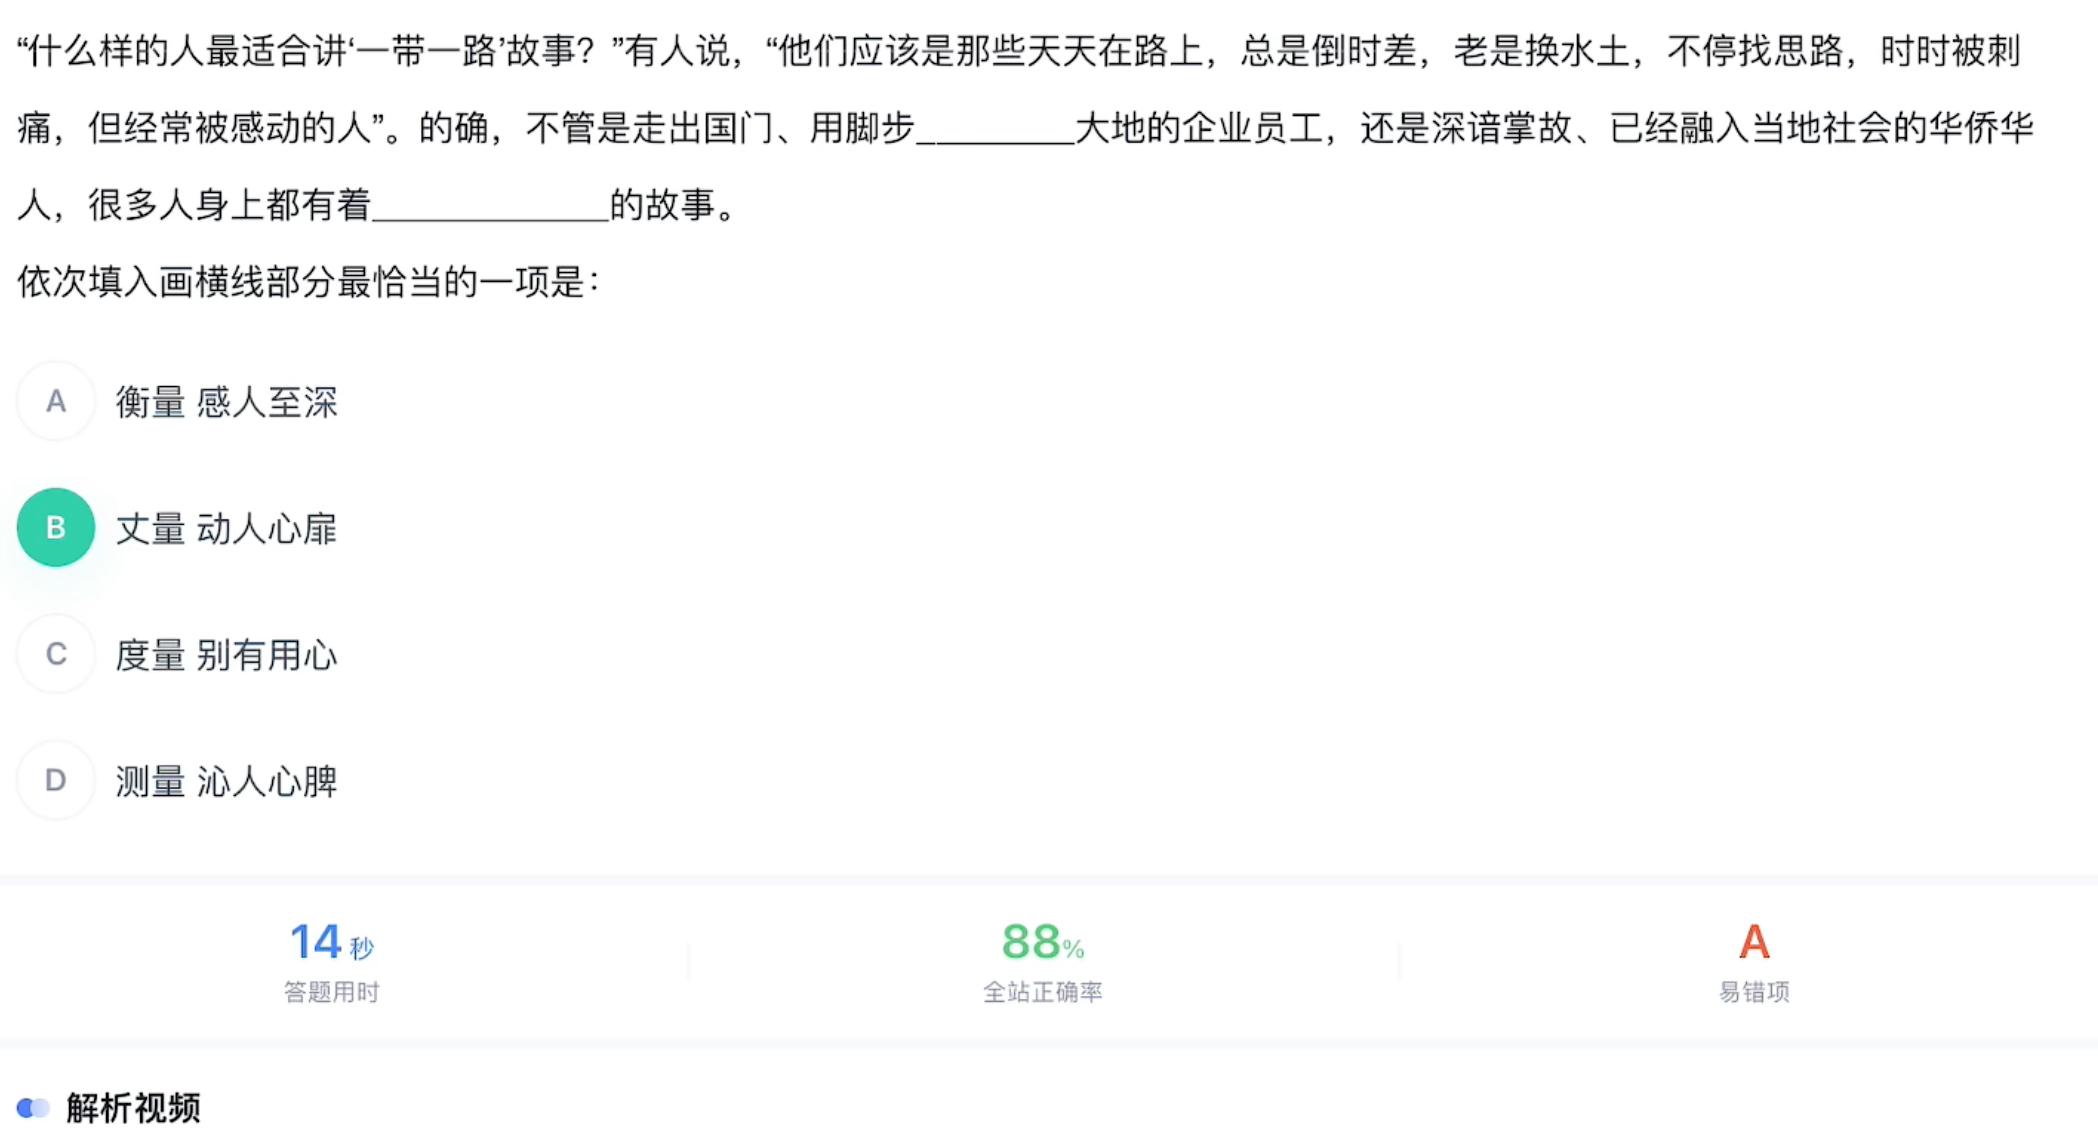 “什么样的人最适合讲‘一带一路’故事？”有人说，“他们应该是那些天天在路上，总是倒时差，老是换水土，不停找思路，时时被刺
痛，但经常被感动的人”。的确，不管是走出国门、用脚步________大地的企业员工，还是深谙掌故、已经融入当地社会的华侨华
人，很多人身上都有着____________的故事。
依次填入画横线部分最恰当的一项是：
A 衡量 感人至深
B 丈量 动人心扉
C 度量 别有用心
D 测量 沁人心脾
14秒 88% A
答题用时 全站正确率 易错项
解析视频